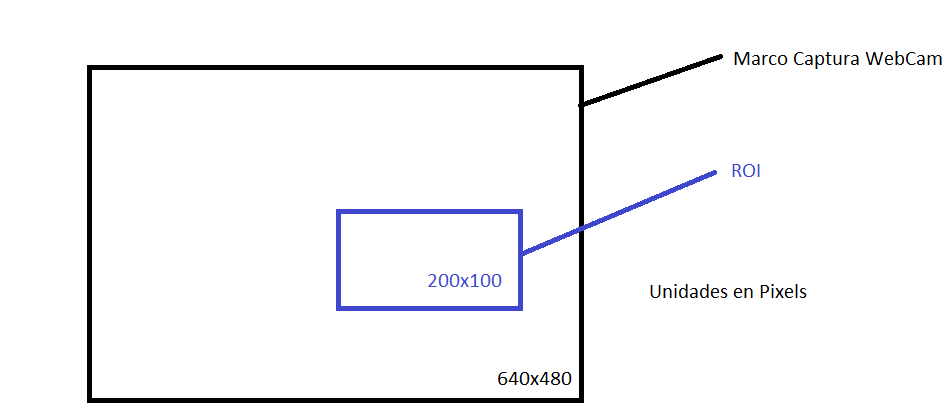 Marco Captura WebCam
ROI
200x100
Unidades en Pixels
640x480